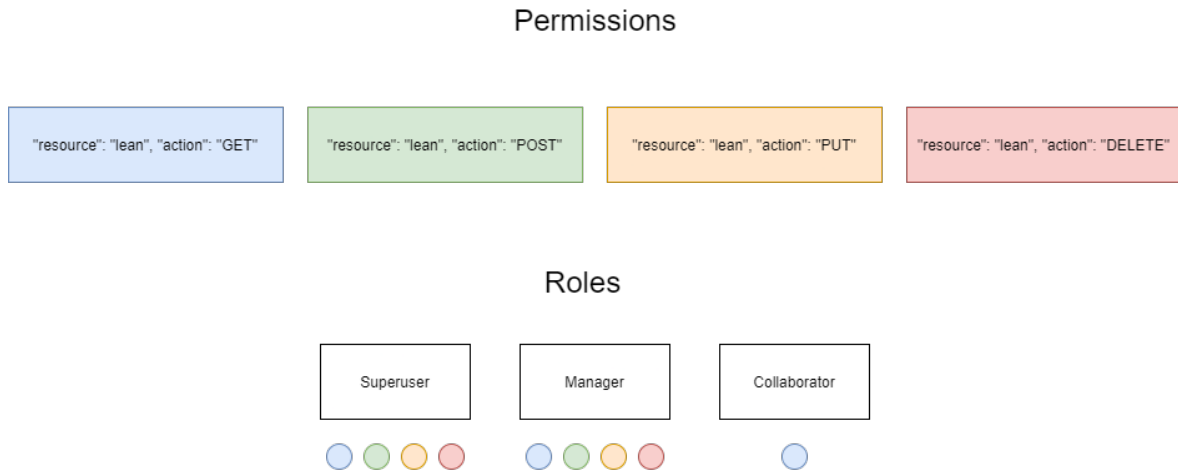 Permissions
"resource": "lean", "action": "GET"
"resource": "lean", "action": "POST"
"resource": "lean", "action": "PUT"
"resource": "lean", "action": "DELETE"
Roles
Superuser
Manager
Collaborator